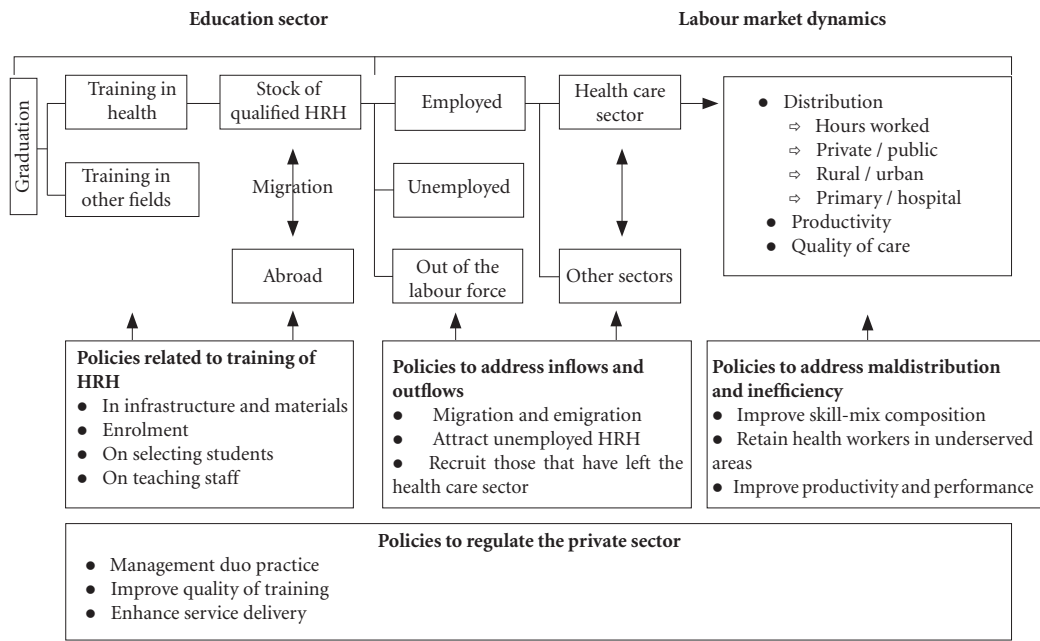 Education sector
Labour market dynamics
Graduation
Training in
health
Training in
other fields
Stock of
qualified HRH
Migration
Abroad
Employed
Unemployed
Out of the
labour force
Health care
sector
Other sectors
● Distribution
⇨ Hours worked
⇨ Private / public
⇨ Rural / urban
⇨ Primary / hospital
● Productivity
● Quality of care
Policies related to training of
HRH
● In infrastructure and materials
● Enrolment
● On selecting students
● On teaching staff
Policies to address inflows and
outflows
● Migration and emigration
● Attract unemployed HRH
● Recruit those that have left the
health care sector
Policies to address maldistribution
and inefficiency
● Improve skill-mix composition
● Retain health workers in underserved
areas
● Improve productivity and performance
Policies to regulate the private sector
● Management duo practice
● Improve quality of training
● Enhance service delivery